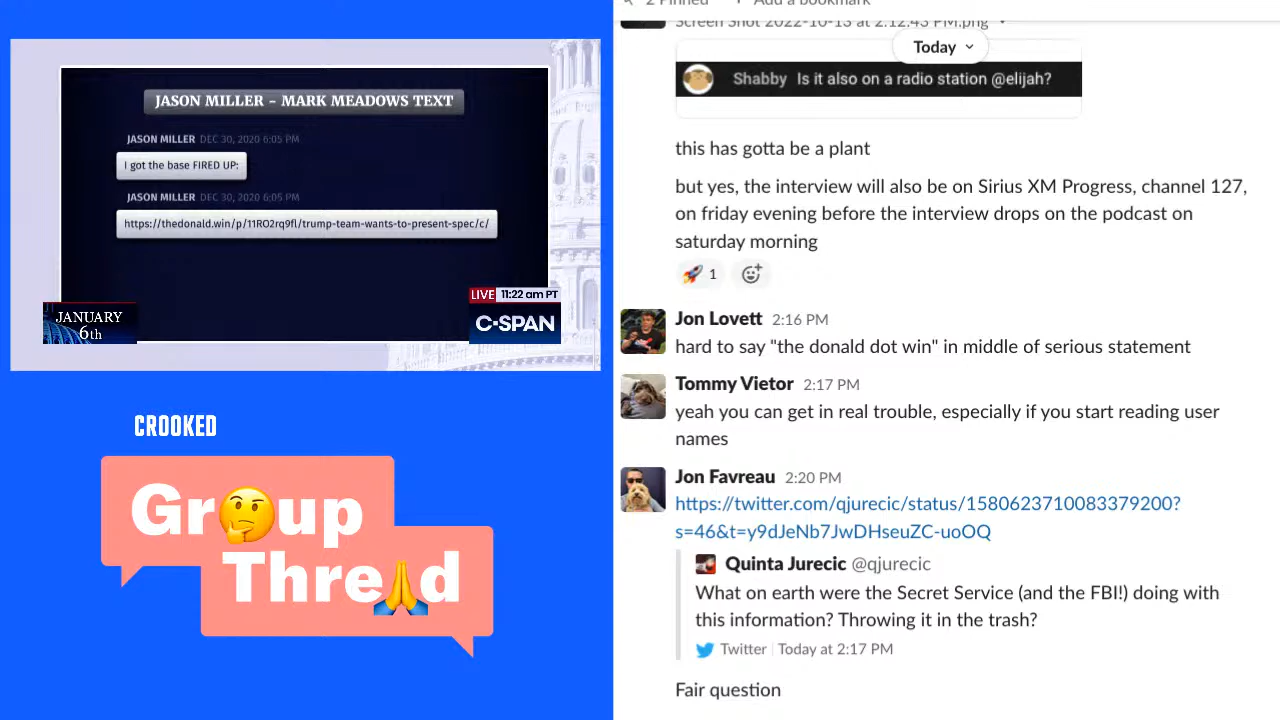 JASON MILLER - MARK MEADOWS TEXT
JASON MILLER DEC 30, 2020 6:05 PM
I got the base FIRED UP:
JASON MILLER DEC 30, 2020 6:05 PM
https://thedonald.win/p/11RO2rq9fl/trump-team-wants-to-present-spec/c/
LIVE 11:22 am PT
C-SPAN
JANUARY
6th
CROOKED
Gr🤔up
Thre🙏d
2 Pinned + Add a bookmark
Screen Shot 2022-10-13 at 2.12.43 PM.png
Today
Shabby Is it also on a radio station @elijah?
this has gotta be a plant
but yes, the interview will also be on Sirius XM Progress, channel 127,
on friday evening before the interview drops on the podcast on
saturday morning
🚀 1
Jon Lovett 2:16 PM
hard to say "the donald dot win" in middle of serious statement
Tommy Vietor 2:17 PM
yeah you can get in real trouble, especially if you start reading user
names
Jon Favreau 2:20 PM
https://twitter.com/qjurecic/status/1580623710083379200?
s=46&t=y9dJeNb7JwDHseuZC-uoOQ
Quinta Jurecic @qjurecic
What on earth were the Secret Service (and the FBI!) doing with
this information? Throwing it in the trash?
Twitter | Today at 2:17 PM
Fair question